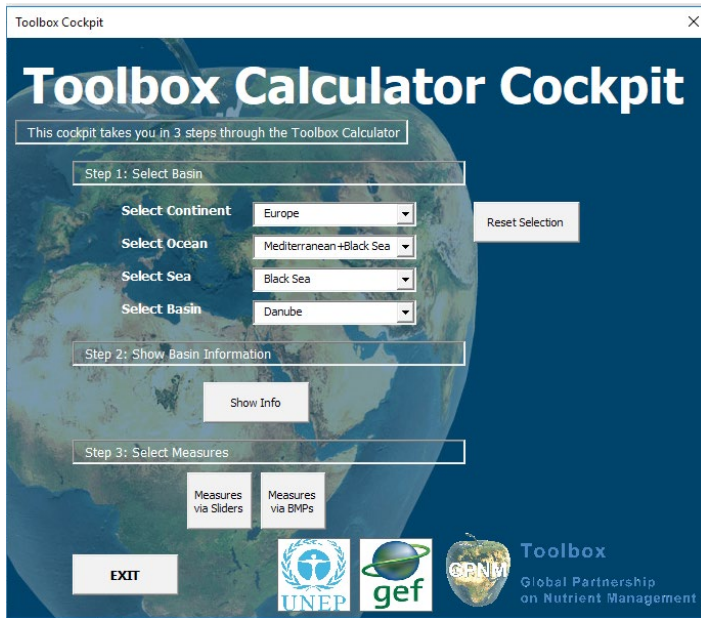 Toolbox Cockpit
Toolbox Calculator Cockpit
This cockpit takes you in 3 steps through the Toolbox Calculator
Step 1: Select Basin
Select Continent
Europe
Reset Selection
Select Ocean
Mediterranean+Black Sea
Select Sea
Black Sea
Select Basin
Danube
Step 2: Show Basin Information
Show Info
Step 3: Select Measures
Measures
via Sliders
Measures
via BMPs
EXIT
UNEP
gef
GPNM
Toolbox
Global Partnership
on Nutrient Management